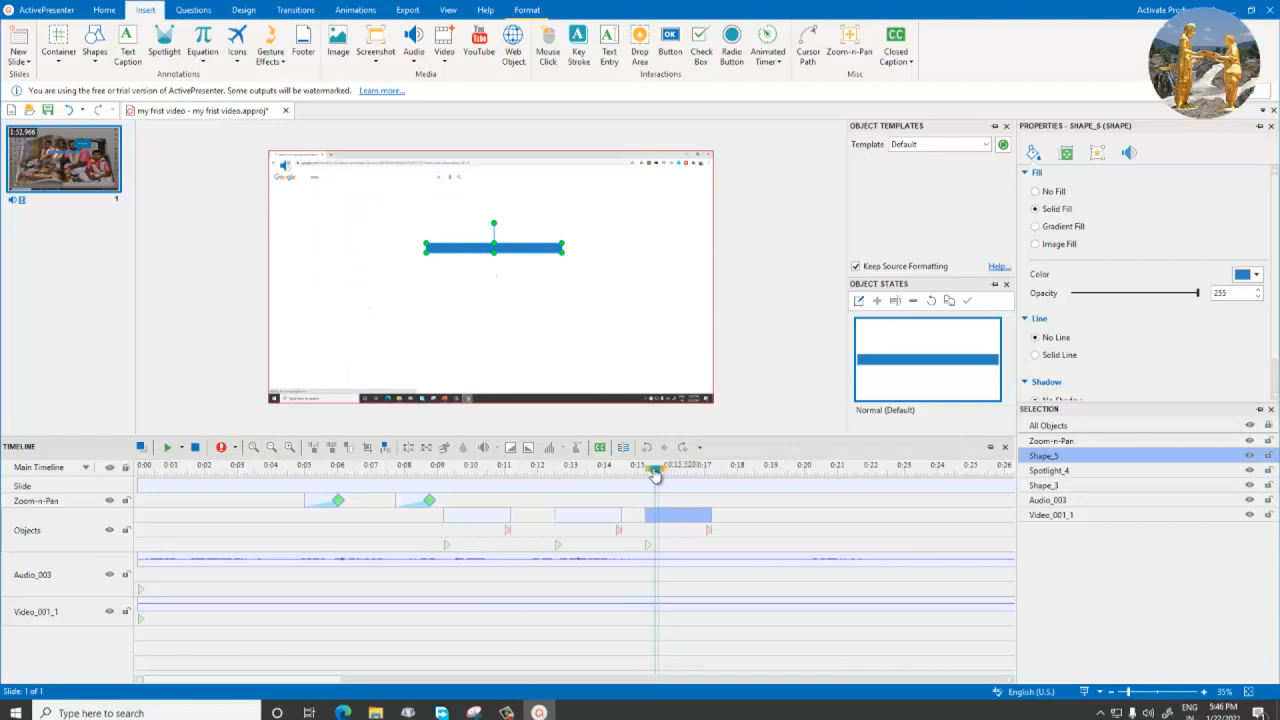 ActivePresenter
Home
Insert
Questions
Design
Transitions
Animations
Export
View
Help
Format
New Slide
Container
Shapes
Text Caption
Spotlight
Equation
Icons
Gesture Effects
Footer
Image
Screenshot
Audio
Video
YouTube
Web Object
Mouse Click
Key Stroke
Text Entry
Drop Area
Button
Check Box
Radio Button
Animated Timer
Cursor Path
Zoom-n-Pan
Closed Caption
Slides
Annotations
Media
Interactions
Misc
You are using the free or trial version of ActivePresenter. Some outputs will be watermarked. Learn more...
my frist video - my frist video.approj*
1:52.966
1
Google
OBJECT TEMPLATES
Template Default
Keep Source Formatting Help...
OBJECT STATES
Normal (Default)
PROPERTIES - SHAPE_5 (SHAPE)
Fill
No Fill
Solid Fill
Gradient Fill
Image Fill
Color
Opacity 255
Line
No Line
Solid Line
Shadow
SELECTION
All Objects
Zoom-n-Pan
Shape_5
Spotlight_4
Shape_3
Audio_003
Video_001_1
TIMELINE
Main Timeline
0:00 0:01 0:02 0:03 0:04 0:05 0:06 0:07 0:08 0:09 0:10 0:11 0:12 0:13 0:14 0:15 0:15.320 0:17 0:18 0:19 0:20 0:21 0:22 0:23 0:24 0:25 0:26
Slide
Zoom-n-Pan
Objects
Audio_003
Video_001_1
Slide: 1 of 1
English (U.S.)
35%
Type here to search
ENG
IN
5:46 PM
1/22/2021